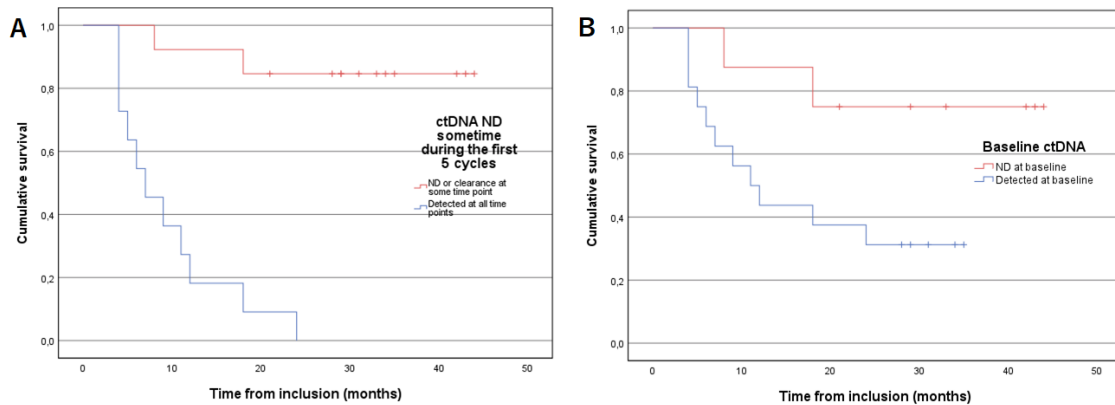 A
Cumulative survival
1,0
0,8
0,6
0,4
0,2
0,0
0
10
20
30
40
50
Time from inclusion (months)
ctDNA ND
sometime
during the first
5 cycles
ND or clearance at
some time point
Detected at all time
points
B
Cumulative survival
1,0
0,8
0,6
0,4
0,2
0,0
0
10
20
30
40
50
Time from inclusion (months)
Baseline ctDNA
ND at baseline
Detected at baseline